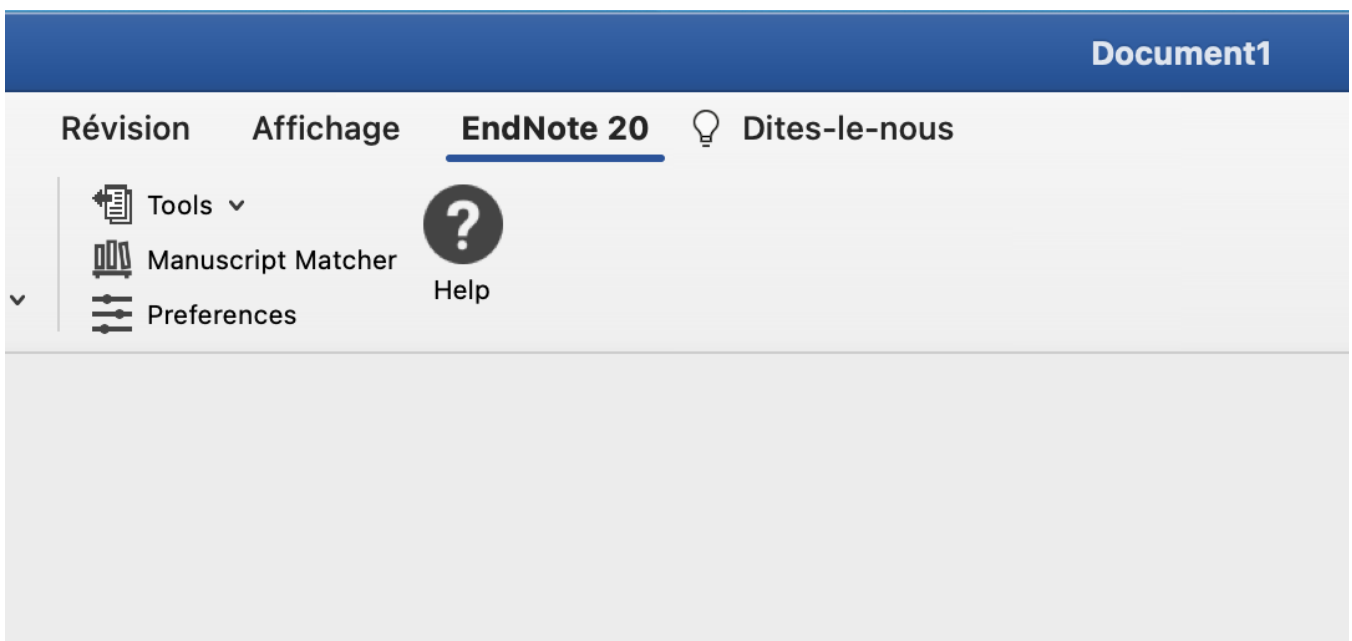 Document1
Révision Affichage EndNote 20 Dites-le-nous
Tools
Manuscript Matcher
Preferences
Help